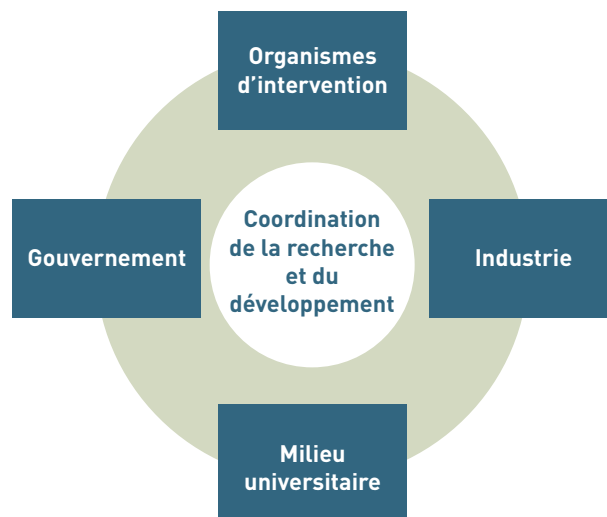 Organismes
d'intervention
Gouvernement
Coordination
de la recherche
et du
développement
Industrie
Milieu
universitaire